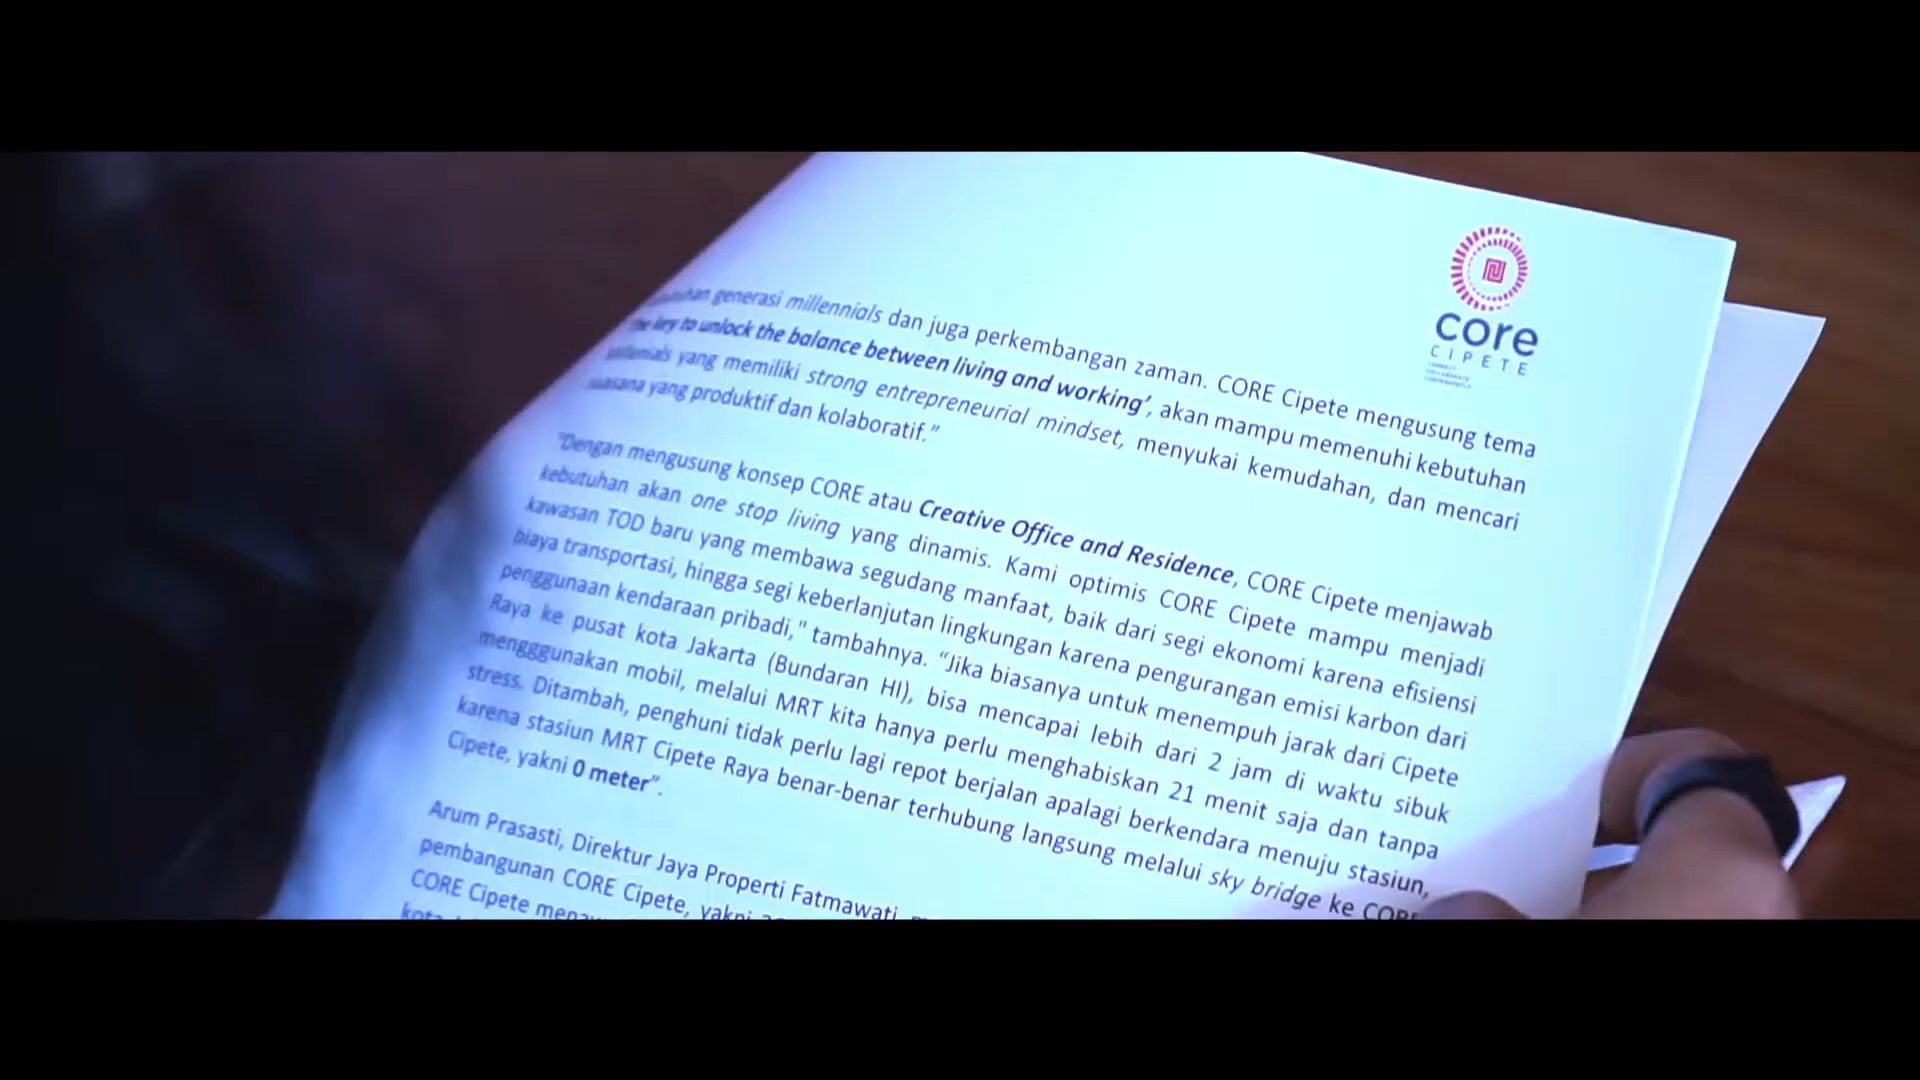 core
CIPETE
generasi millennials dan juga perkembangan zaman. CORE Cipete mengusung tema
the key to unlock the balance between living and working', akan mampu memenuhi kebutuhan
yang memiliki strong entrepreneurial mindset, menyukai kemudahan, dan mencari
suasana yang produktif dan kolaboratif."
"Dengan mengusung konsep CORE atau Creative Office and Residence, CORE Cipete menjawab
kebutuhan akan one stop living yang dinamis. Kami optimis CORE Cipete mampu menjadi
kawasan TOD baru yang membawa segudang manfaat, baik dari segi ekonomi karena efisiensi
biaya transportasi, hingga segi keberlanjutan lingkungan karena pengurangan emisi karbon dari
penggunaan kendaraan pribadi," tambahnya. "Jika biasanya untuk menempuh jarak dari Cipete
Raya ke pusat kota Jakarta (Bundaran HI), bisa mencapai lebih dari 2 jam di waktu sibuk
mengggunakan mobil, melalui MRT kita hanya perlu menghabiskan 21 menit saja dan tanpa
stress. Ditambah, penghuni tidak perlu lagi repot berjalan apalagi berkendara menuju stasiun,
karena stasiun MRT Cipete Raya benar-benar terhubung langsung melalui sky bridge ke CORE
Cipete, yakni 0 meter".
Arum Prasasti, Direktur Jaya Properti Fatmawati,
pembangunan CORE Cipete, yakni
CORE Cipete
kota